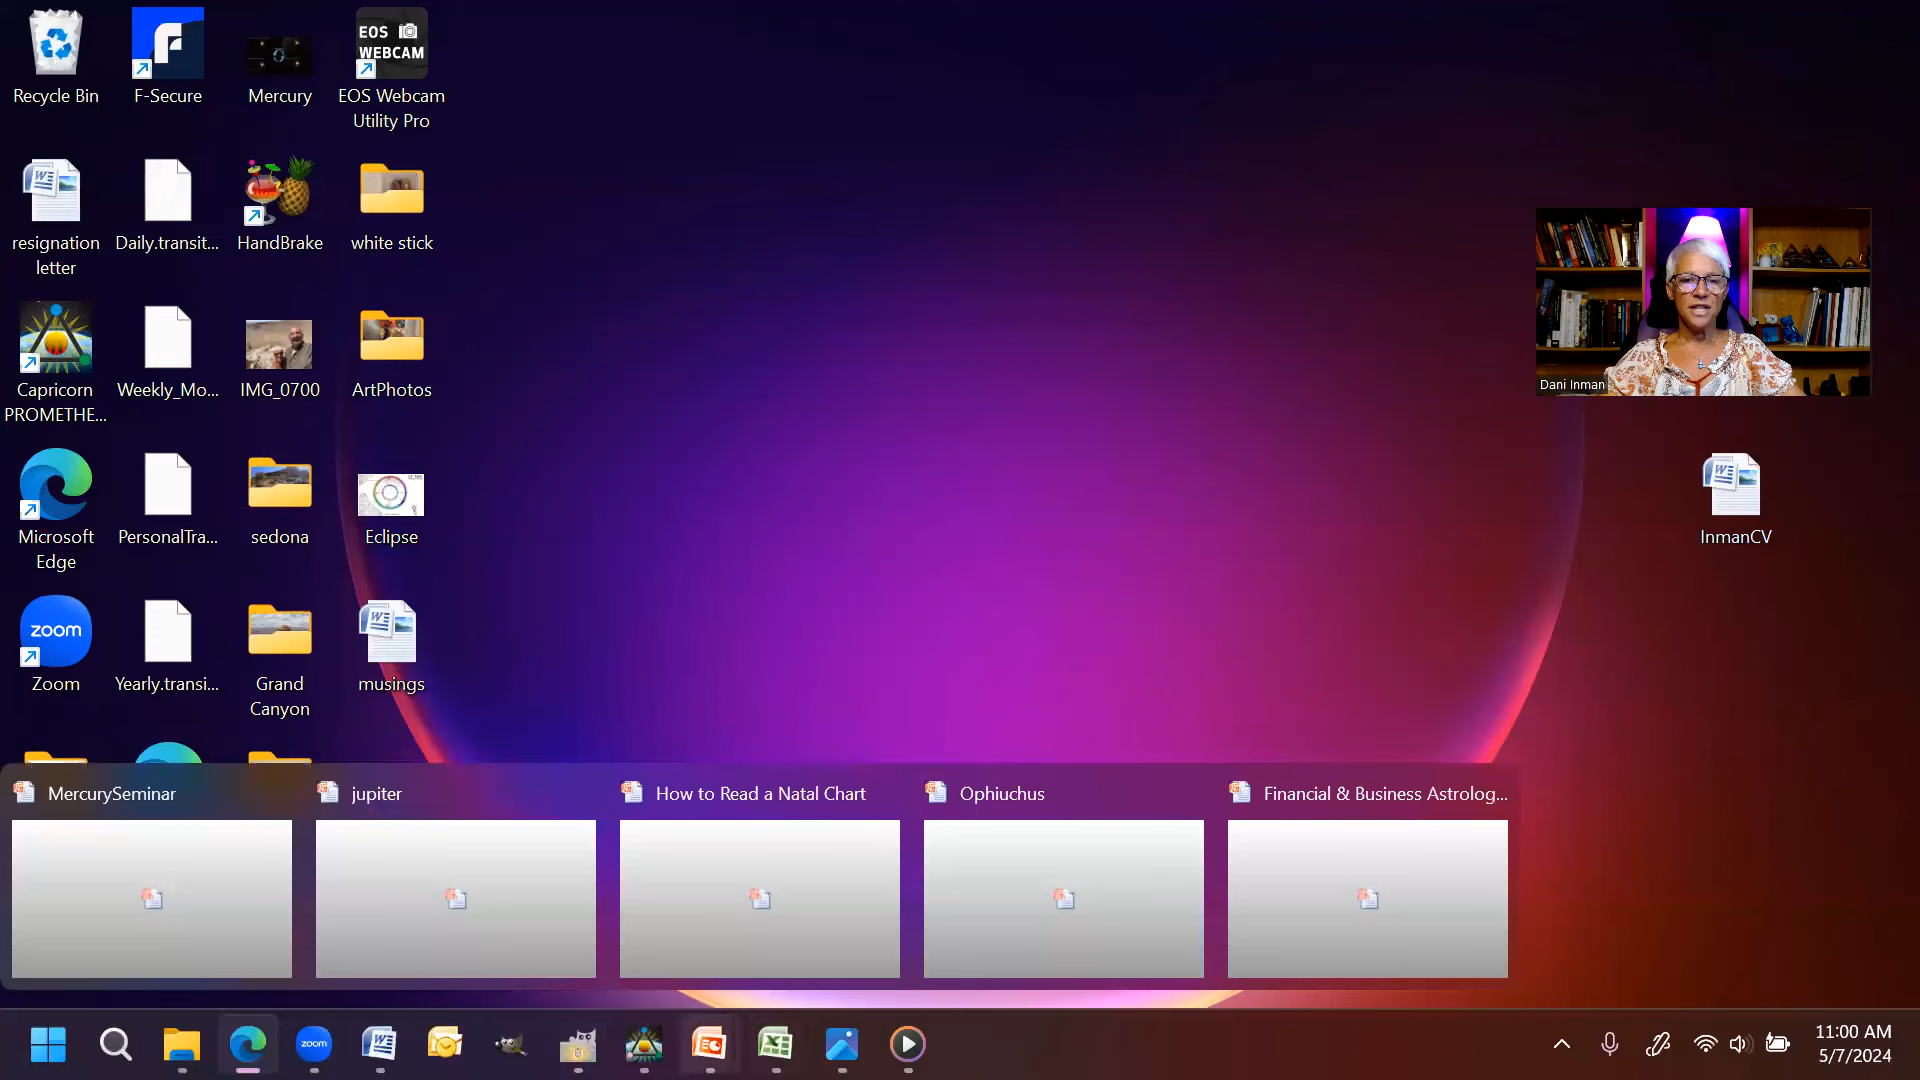 EOS
WEBCAM
Recycle Bin
F-Secure
Mercury
EOS Webcam
Utility Pro
resignation
letter
Daily.transit...
HandBrake
white stick
Dani Inman
Capricorn
PROMETHE...
Weekly_Mo...
IMG_0700
ArtPhotos
Microsoft
Edge
PersonalTra...
sedona
Eclipse
InmanCV
zoom
Zoom
Yearly.transi...
Grand
Canyon
musings
MercurySeminar
jupiter
How to Read a Natal Chart
Ophiuchus
Financial & Business Astrolog...
zoom
11:00 AM
5/7/2024